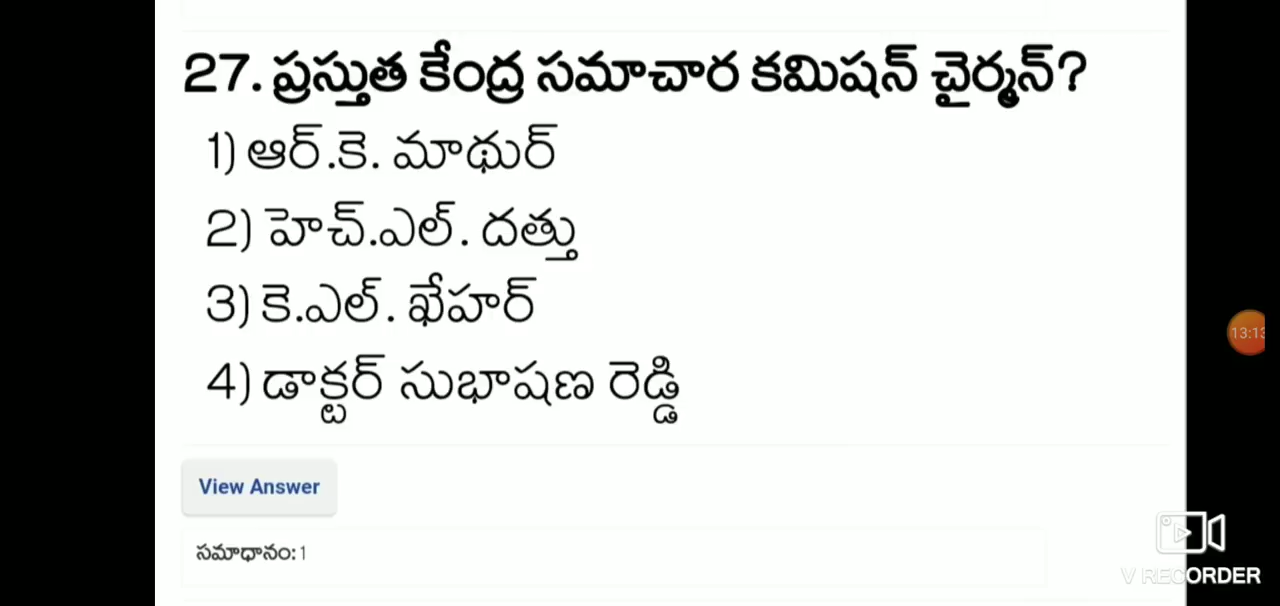 27. ప్రస్తుత కేంద్ర సమాచార కమిషన్ చైర్మన్?
1) ఆర్.కె. మాథుర్
2) హెచ్.ఎల్. దత్తు
3) కె.ఎల్. ఖేహర్
4) డాక్టర్ సుభాషణ రెడ్డి
13:13
View Answer
సమాధానం: 1
V RECORDER